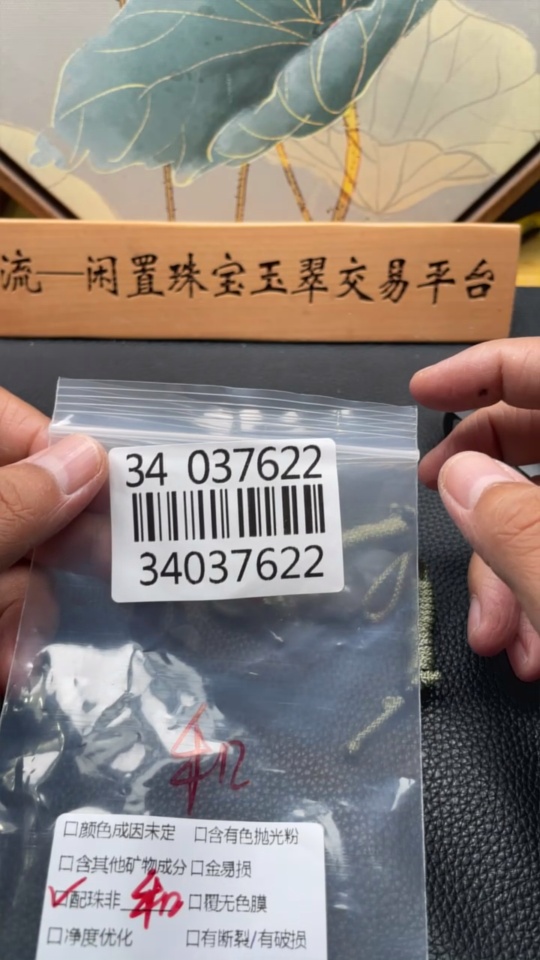 流—闲置珠宝玉翠交易平台
34 037622
34037622
和
□颜色成因未定 □含有色抛光粉
□含其他矿物成分 □金易损
☑配珠非 和 □覆无色膜
□净度优化 □有断裂/有破损